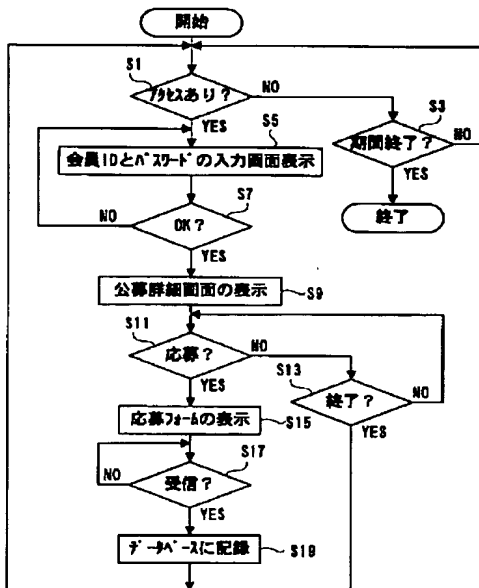 開始
S1
アクセスあり?
NO
YES
S3
期間終了?
NO
YES
終了
S5
会員IDとパスワードの入力画面表示
S7
OK?
NO
YES
公募詳細画面の表示
S9
S11
応募?
NO
YES
S13
終了?
NO
YES
応募フォームの表示
S15
S17
受信?
NO
YES
データベースに記録
S19